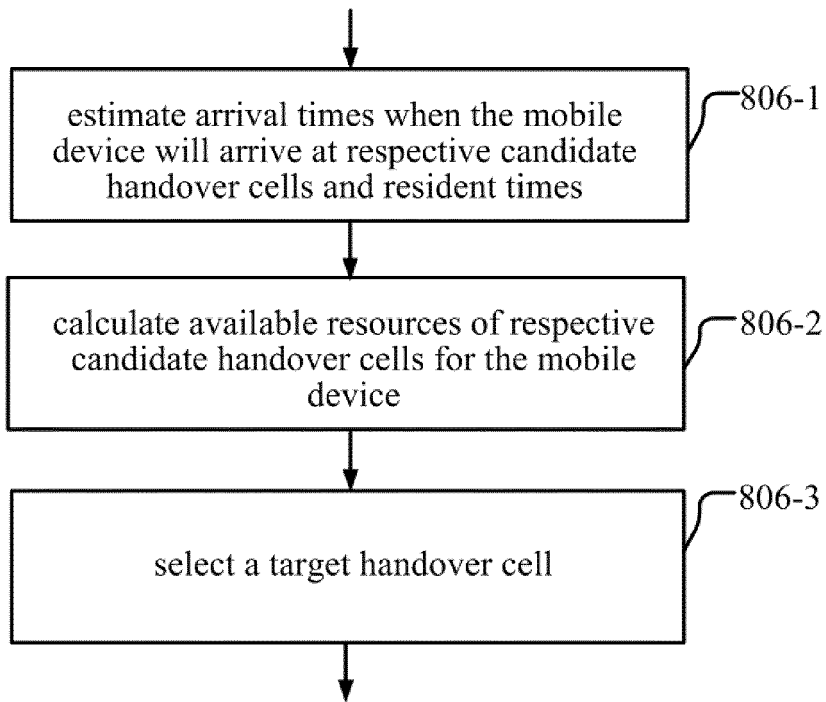 estimate arrival times when the mobile
device will arrive at respective candidate
handover cells and resident times
806-1
calculate available resources of respective
candidate handover cells for the mobile
device
806-2
select a target handover cell
806-3